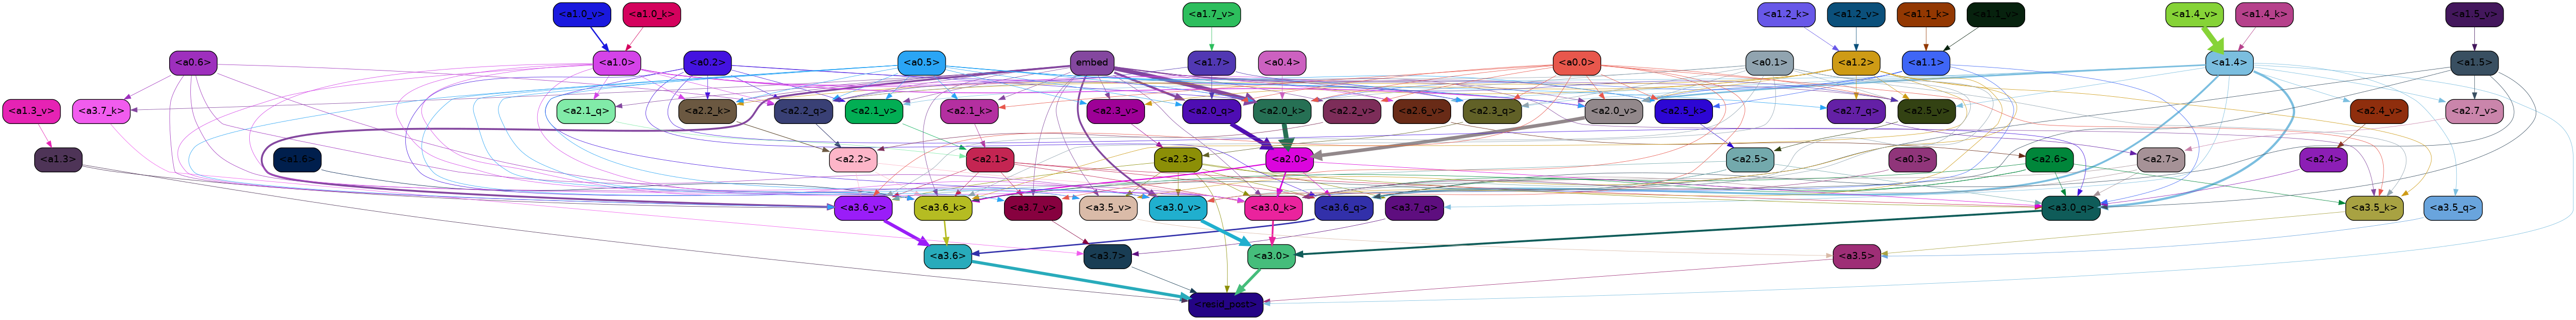 <a1.0_v> <a1.0_k> <a1.7_v> <a1.2_k> <a1.2_v> <a1.1_k> <a1.1_v> <a1.4_v> <a1.4_k> <a1.5_v>
<a0.6> <a1.0> <a0.2> <a0.5> embed <a1.7> <a0.4> <a0.0> <a0.1> <a1.2> <a1.1> <a1.4> <a1.5>
<a1.3_v> <a3.7_k> <a2.1_q> <a2.2_k> <a2.2_q> <a2.1_v> <a2.1_k> <a2.3_v> <a2.0_q> <a2.0_k> <a2.2_v> <a2.6_v> <a2.3_q> <a2.0_v> <a2.5_k> <a2.7_q> <a2.5_v> <a2.4_v> <a2.7_v>
<a1.3> <a1.6> <a2.2> <a2.1> <a2.3> <a2.0> <a2.5> <a0.3> <a2.6> <a2.7> <a2.4>
<a3.6_v> <a3.6_k> <a3.7_v> <a3.5_v> <a3.0_v> <a3.0_k> <a3.6_q> <a3.7_q> <a3.0_q> <a3.5_k> <a3.5_q>
<a3.6> <a3.7> <a3.0> <a3.5>
<resid_post>